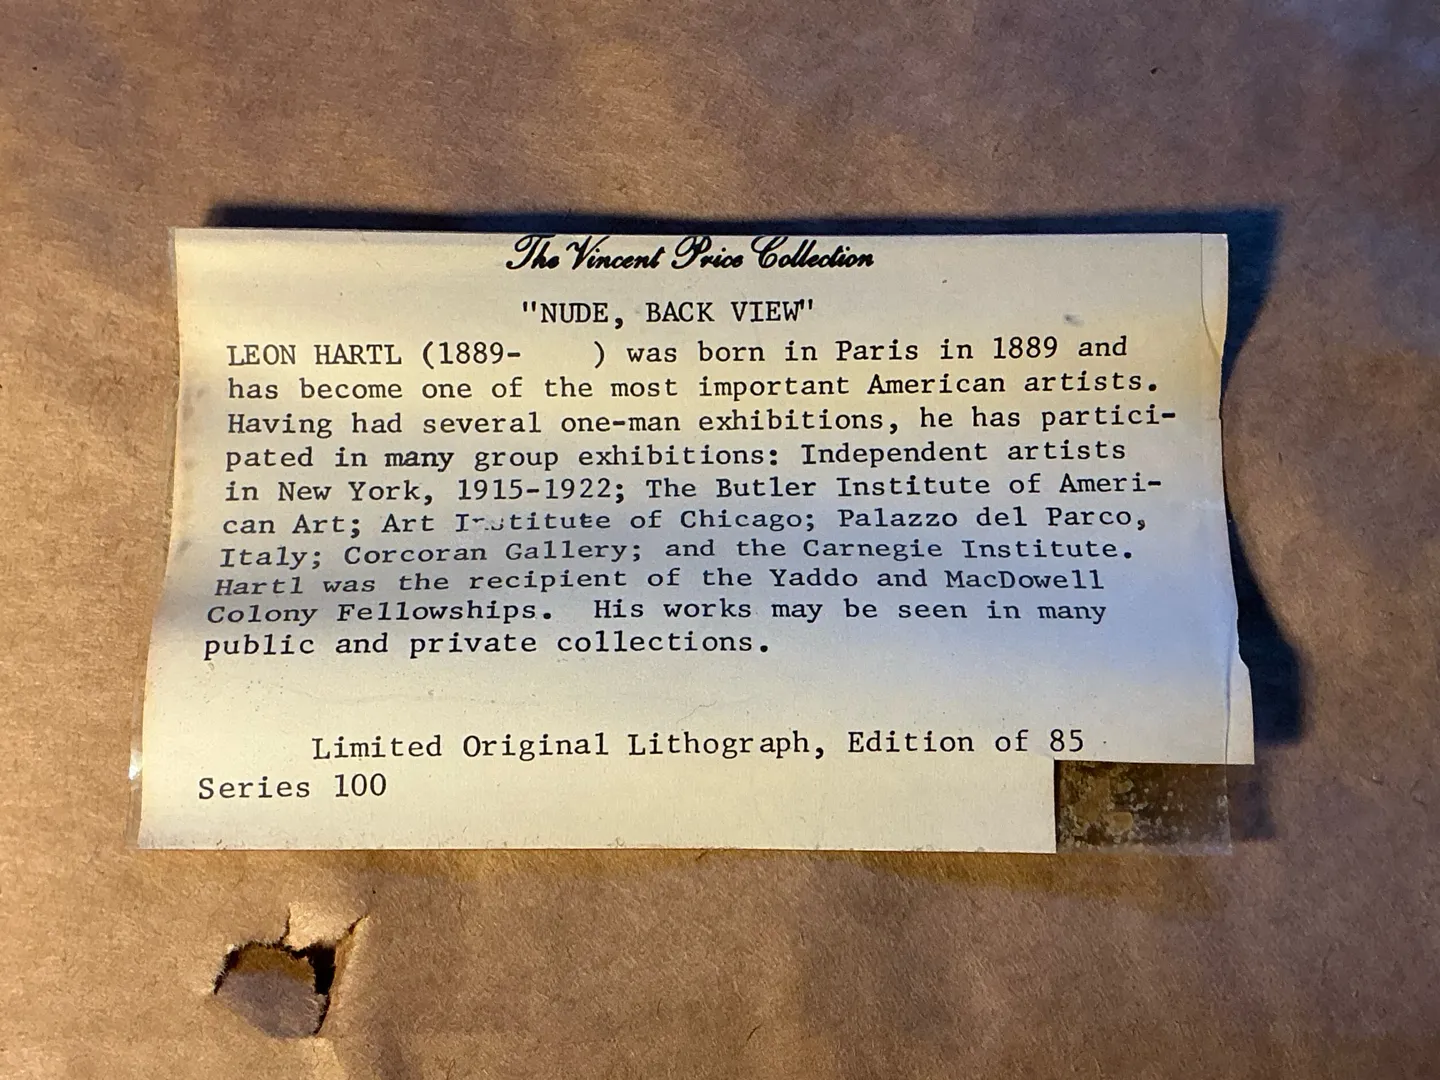 The Vincent Price Collection
"NUDE, BACK VIEW"
LEON HARTL (1889-    ) was born in Paris in 1889 and
has become one of the most important American artists.
Having had several one-man exhibitions, he has partici-
pated in many group exhibitions: Independent artists
in New York, 1915-1922; The Butler Institute of Ameri-
can Art; Art Institute of Chicago; Palazzo del Parco,
Italy; Corcoran Gallery; and the Carnegie Institute.
Hartl was the recipient of the Yaddo and MacDowell
Colony Fellowships.  His works may be seen in many
public and private collections.
Limited Original Lithograph, Edition of 85
Series 100